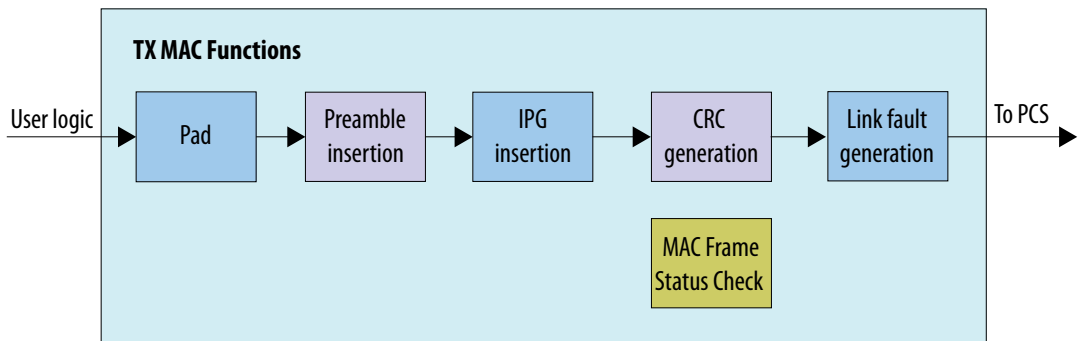 TX MAC Functions
User logic
Pad
Preamble
insertion
IPG
insertion
CRC
generation
Link fault
generation
To PCS
MAC Frame
Status Check